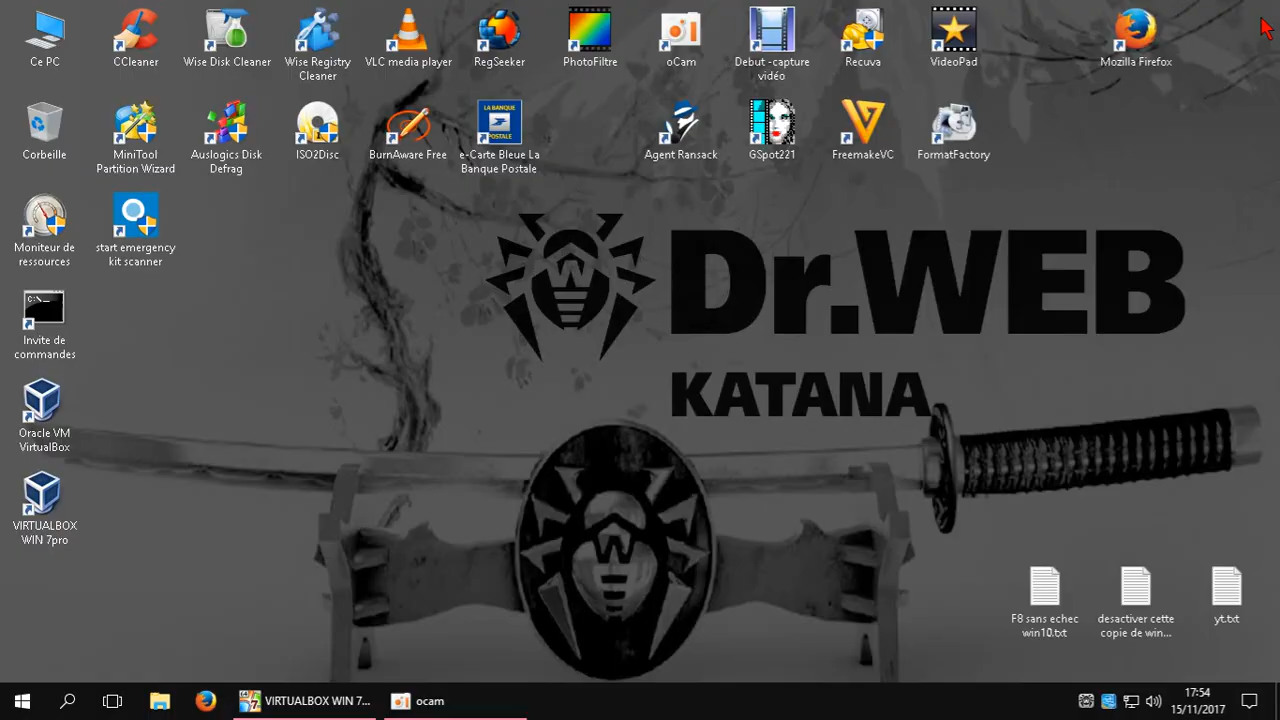 Ce PC
CCleaner
Wise Disk Cleaner
Wise Registry
Cleaner
VLC media player
RegSeeker
PhotoFiltre
oCam
Debut -capture
vidéo
Recuva
VideoPad
Mozilla Firefox
Corbeille
MiniTool
Partition Wizard
Auslogics Disk
Defrag
ISO2Disc
BurnAware Free
LA BANQUE
POSTALE
e-Carte Bleue La
Banque Postale
Agent Ransack
GSpot221
FreemakeVC
FormatFactory
Moniteur de
ressources
start emergency
kit scanner
Dr.WEB
KATANA
C:\_
Invite de
commandes
Oracle VM
VirtualBox
VIRTUALBOX
WIN 7pro
F8 sans echec
win10.txt
desactiver cette
copie de win...
yt.txt
VIRTUALBOX WIN 7...
ocam
17:54
15/11/2017